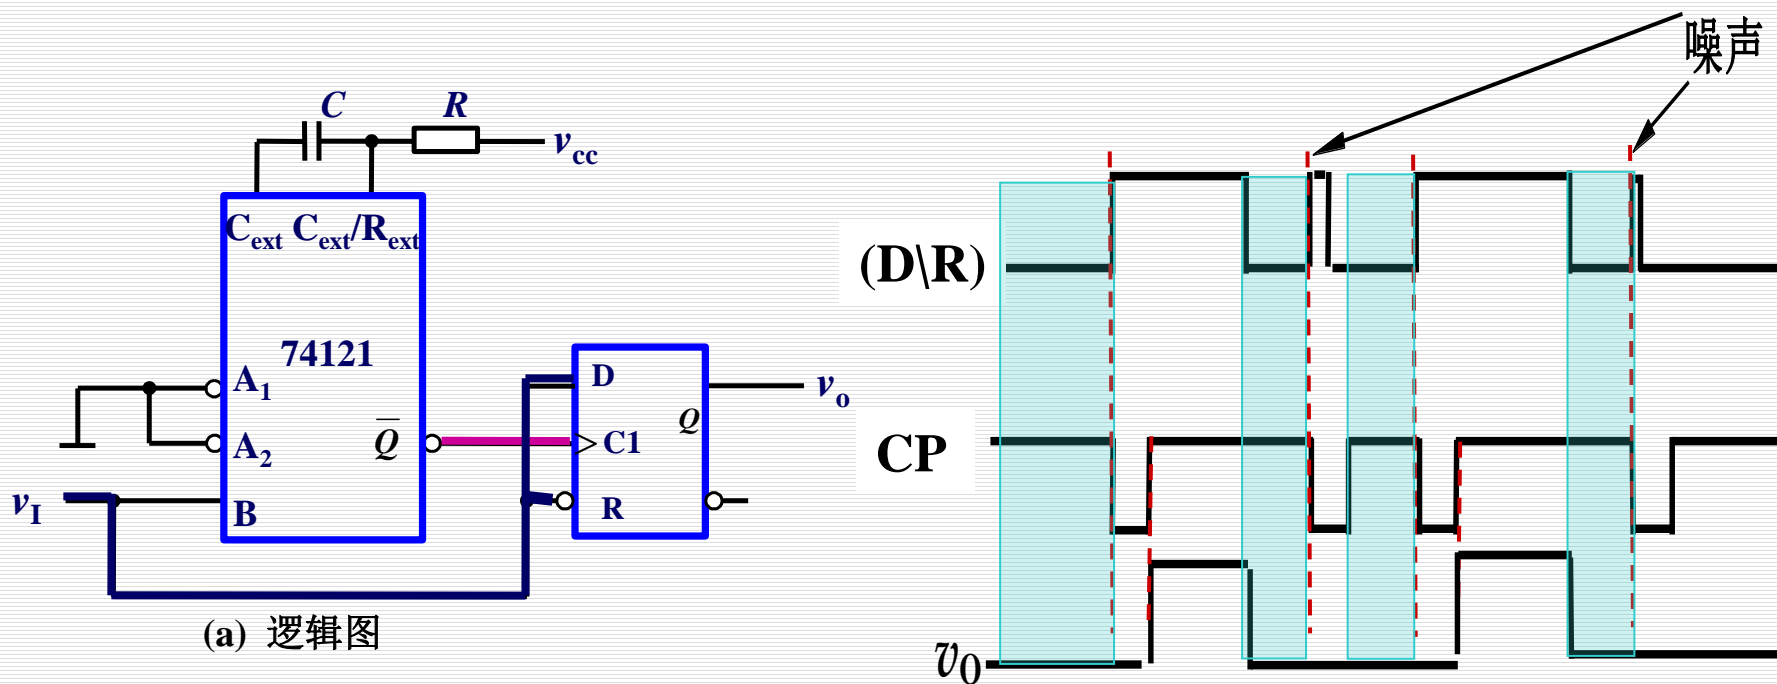 噪声
C
R
vcc
Cext Cext/Rext
(D\R)
74121
A1
D
vo
Q
A2
Q̅
C1
CP
vI
B
R
(a) 逻辑图
v0